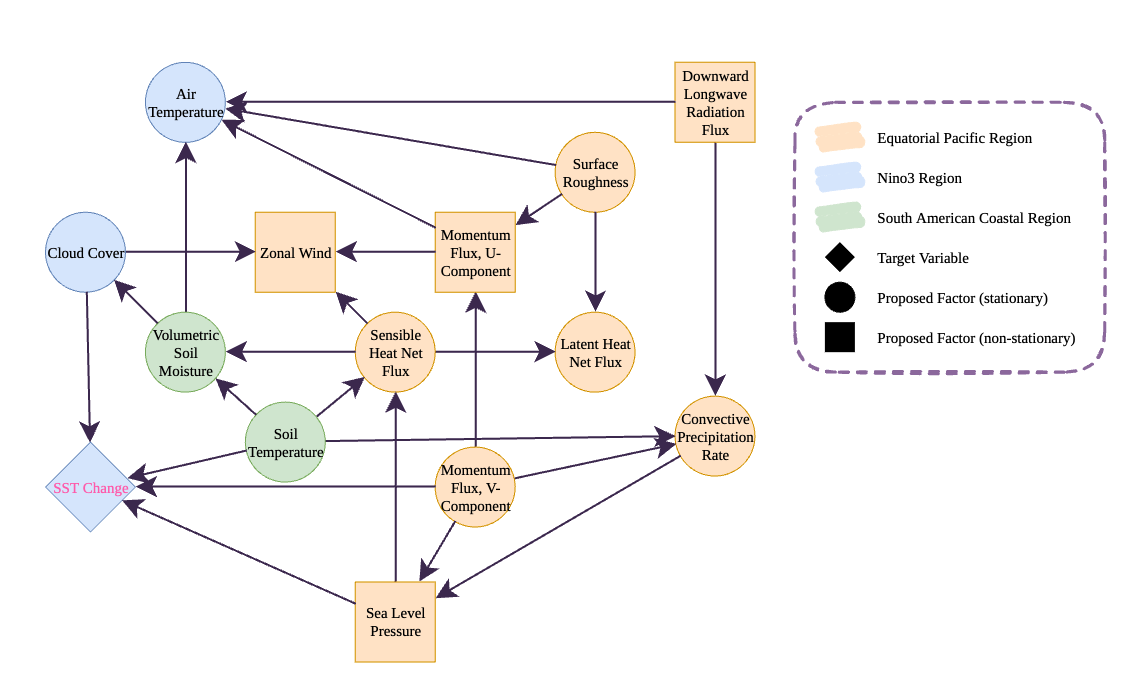 Air
Temperature
Downward
Longwave
Radiation
Flux
Surface
Roughness
Cloud Cover
Zonal Wind
Momentum
Flux, U-
Component
Volumetric
Soil
Moisture
Sensible
Heat Net
Flux
Latent Heat
Net Flux
Soil
Temperature
Convective
Precipitation
Rate
SST Change
Momentum
Flux, V-
Component
Sea Level
Pressure
Equatorial Pacific Region
Nino3 Region
South American Coastal Region
Target Variable
Proposed Factor (stationary)
Proposed Factor (non-stationary)